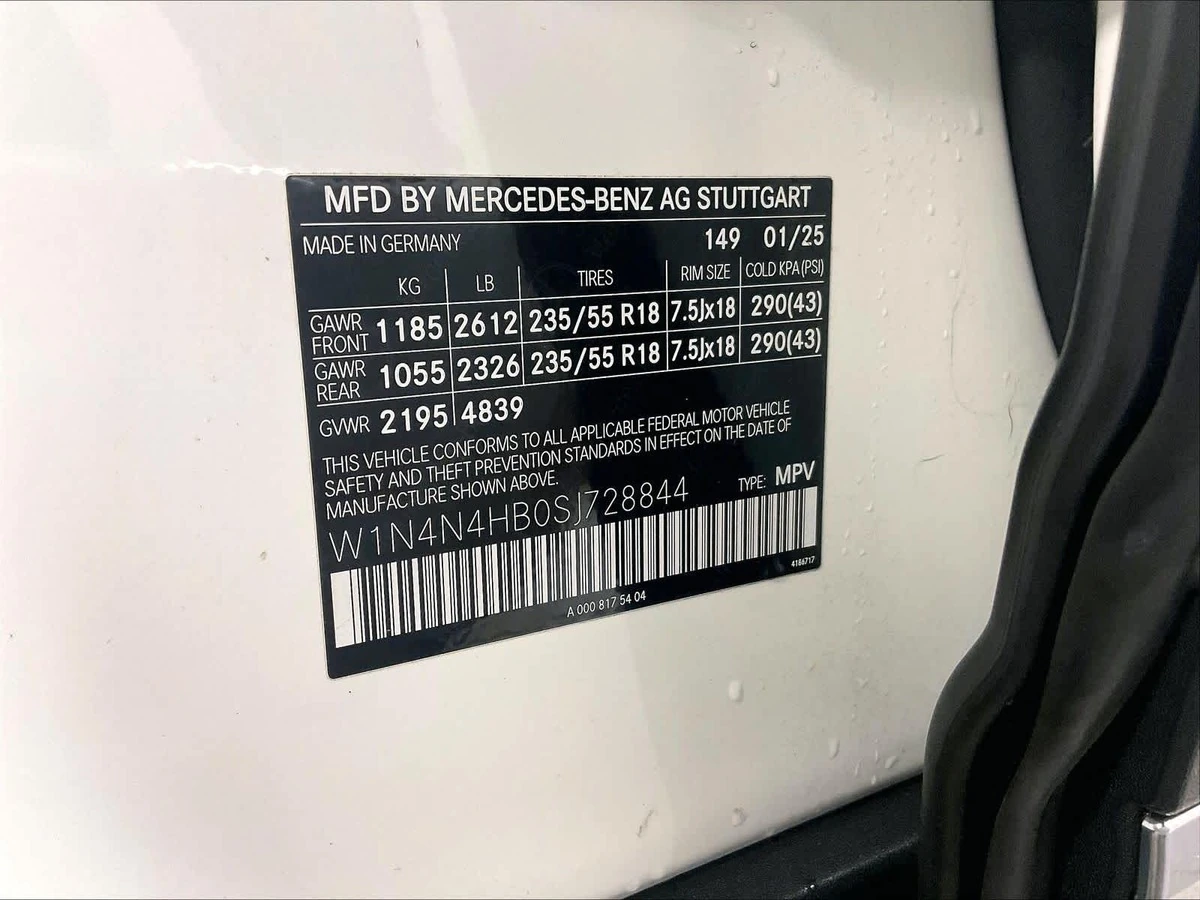 MFD BY MERCEDES-BENZ AG STUTTGART
MADE IN GERMANY 149 01/25
KG LB TIRES RIM SIZE COLD KPA (PSI)
GAWR FRONT 1185 2612 235/55 R18 7.5Jx18 290(43)
GAWR REAR 1055 2326 235/55 R18 7.5Jx18 290(43)
GVWR 2195 4839
THIS VEHICLE CONFORMS TO ALL APPLICABLE FEDERAL MOTOR VEHICLE
SAFETY AND THEFT PREVENTION STANDARDS IN EFFECT ON THE DATE OF
MANUFACTURE SHOWN ABOVE.
W1N4N4HB0SJ728844 TYPE: MPV
4186717
A 000 817 54 04